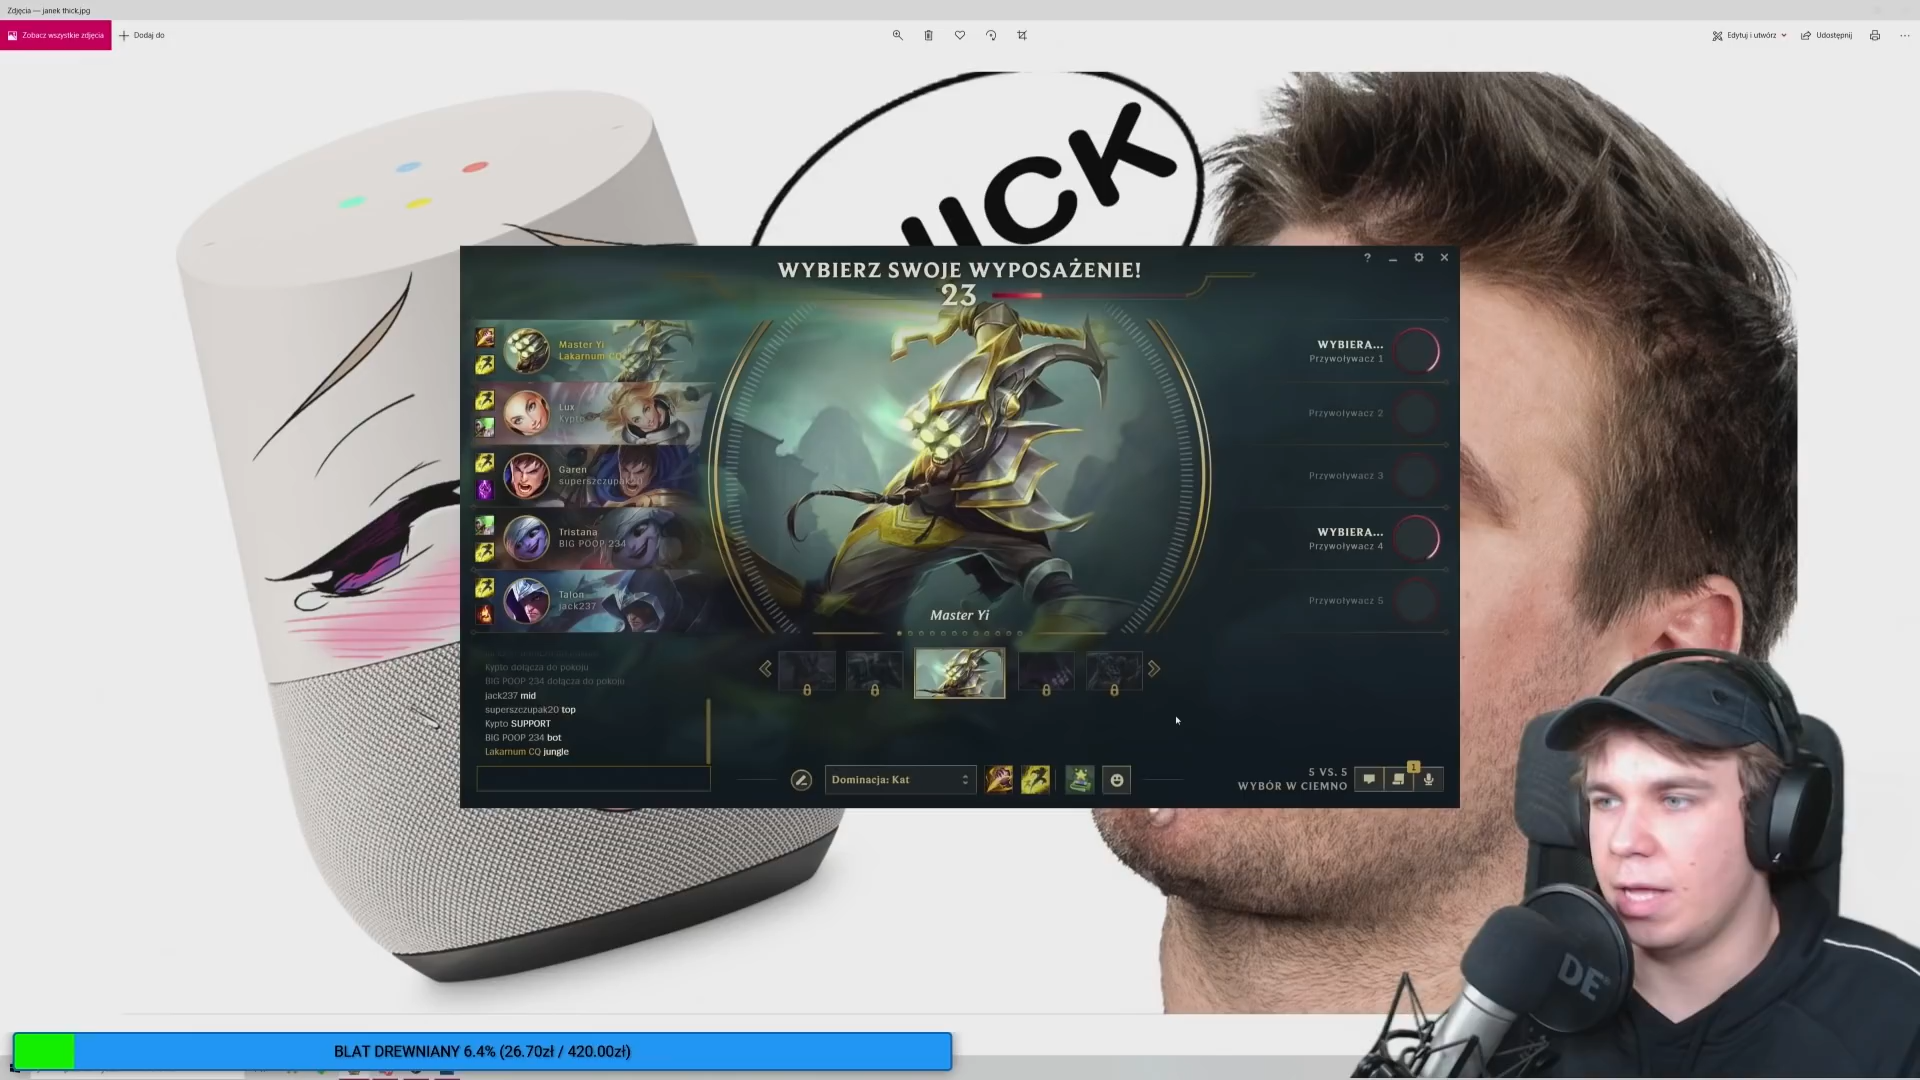 Zdjęcia — janek thick.jpg
Zobacz wszystkie zdjęcia
Dodaj do
Edytuj i utwórz
Udostępnij
WYBIERZ SWOJE WYPOSAŻENIE!
23
Master Yi
Lakarnum CQ
Lux
Kypto
Garen
superszczupak20
Tristana
BIG POOP 234
Talon
jack237
WYBIERA...
Przywoływacz 1
Przywoływacz 2
Przywoływacz 3
WYBIERA...
Przywoływacz 4
Przywoływacz 5
Master Yi
Kypto dołącza do pokoju
BIG POOP 234 dołącza do pokoju
jack237 mid
superszczupak20 top
Kypto SUPPORT
BIG POOP 234 bot
Lakarnum CQ jungle
Dominacja: Kat
5 VS. 5
WYBÓR W CIEMNO
1
DE
BLAT DREWNIANY 6.4% (26.70zł / 420.00zł)